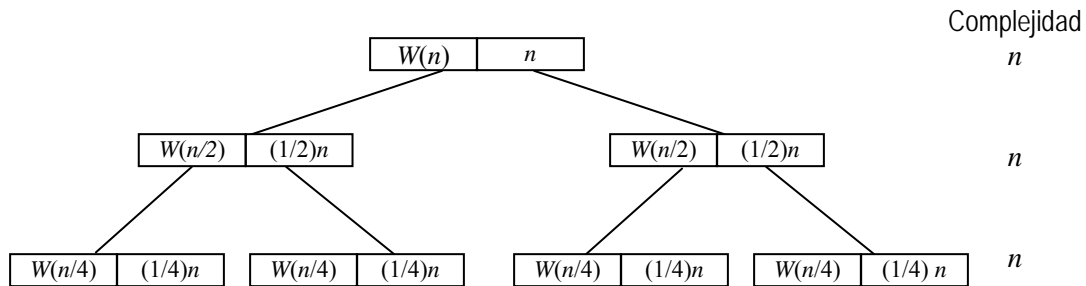 Complejidad
W(n) n n
W(n/2) (1/2)n W(n/2) (1/2)n n
W(n/4) (1/4)n W(n/4) (1/4)n W(n/4) (1/4)n W(n/4) (1/4) n n